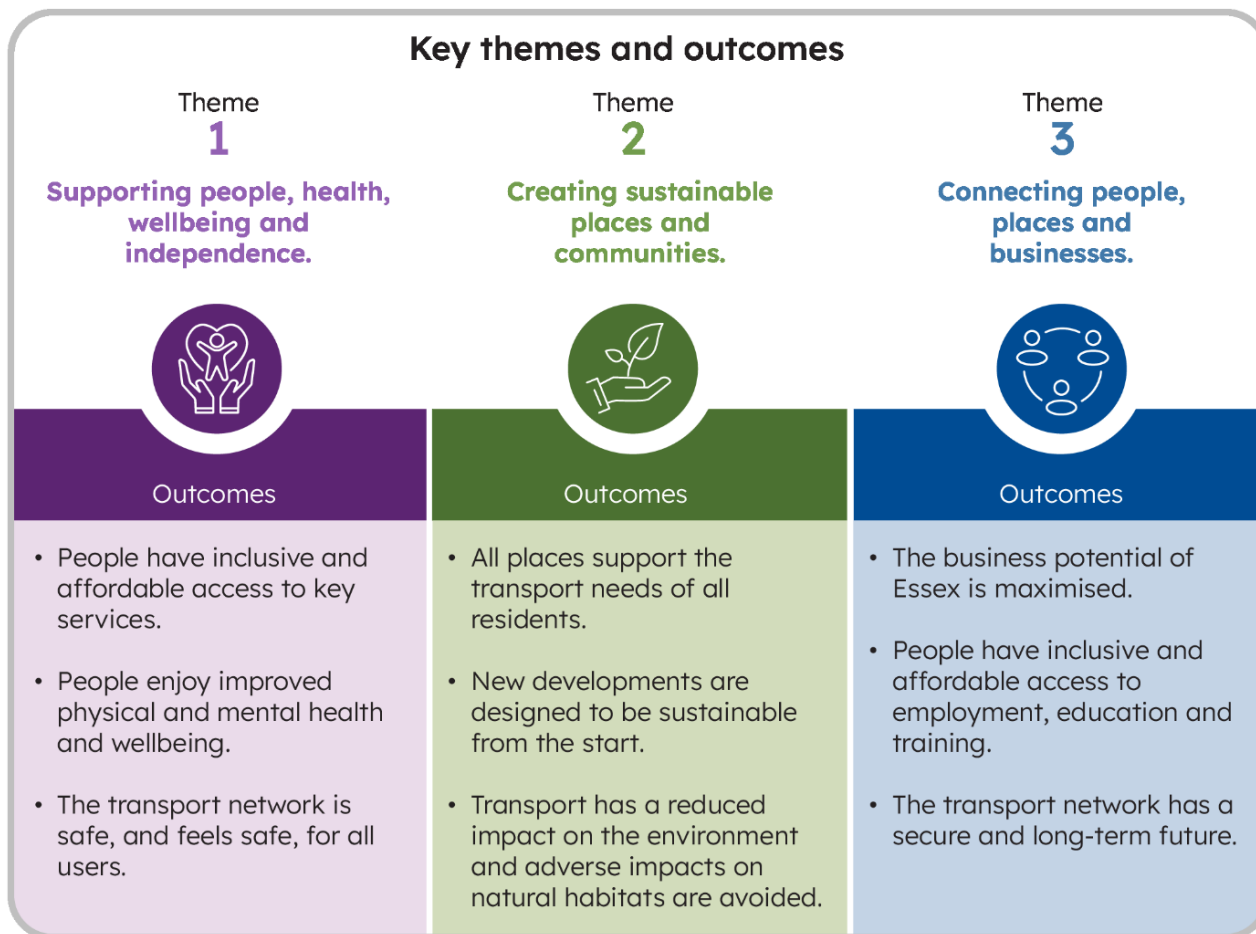 Key themes and outcomes
Theme
1
Supporting people, health,
wellbeing and
independence.
Outcomes
• People have inclusive and
affordable access to key
services.
• People enjoy improved
physical and mental health
and wellbeing.
• The transport network is
safe, and feels safe, for all
users.
Theme
2
Creating sustainable
places and
communities.
Outcomes
• All places support the
transport needs of all
residents.
• New developments are
designed to be sustainable
from the start.
• Transport has a reduced
impact on the environment
and adverse impacts on
natural habitats are avoided.
Theme
3
Connecting people,
places and
businesses.
Outcomes
• The business potential of
Essex is maximised.
• People have inclusive and
affordable access to
employment, education and
training.
• The transport network has a
secure and long-term future.